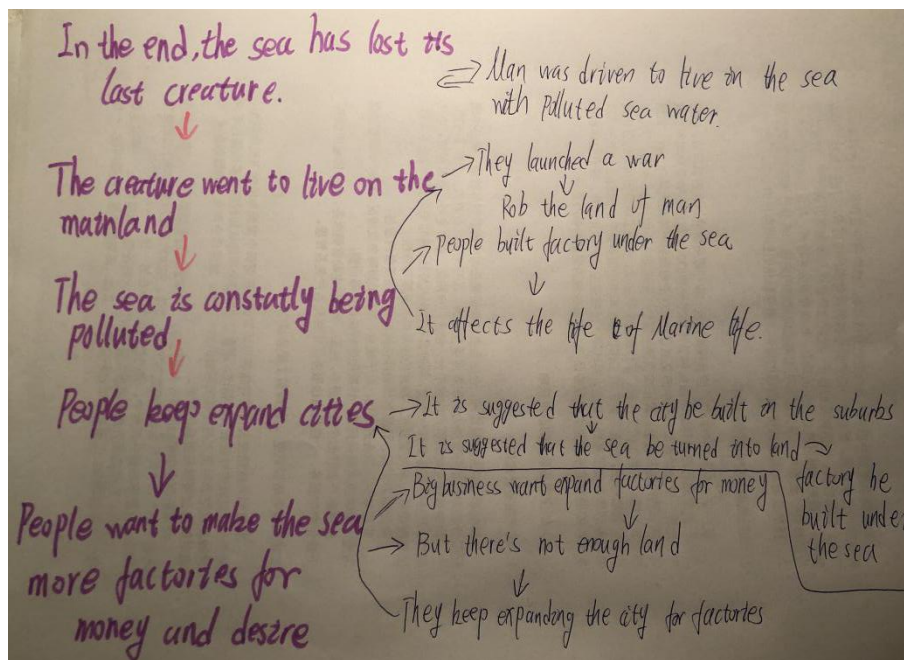 In the end, the sea has lost its
last creature.
Man was driven to live in the sea
with polluted sea water.
The creature went to live on the
mainland
They launched a war
Rob the land of man
The sea is constatly being
polluted
People built factory under the sea
It affects the life of Marine life.
People keep expand cities
It is suggested that the city be built in the suburbs
It is suggested that the sea be turned into land
factory be
built under
the sea
People want to make the sea
more factories for
money and desire
Big business want expand factories for money
But there's not enough land
They keep expanding the city for factories